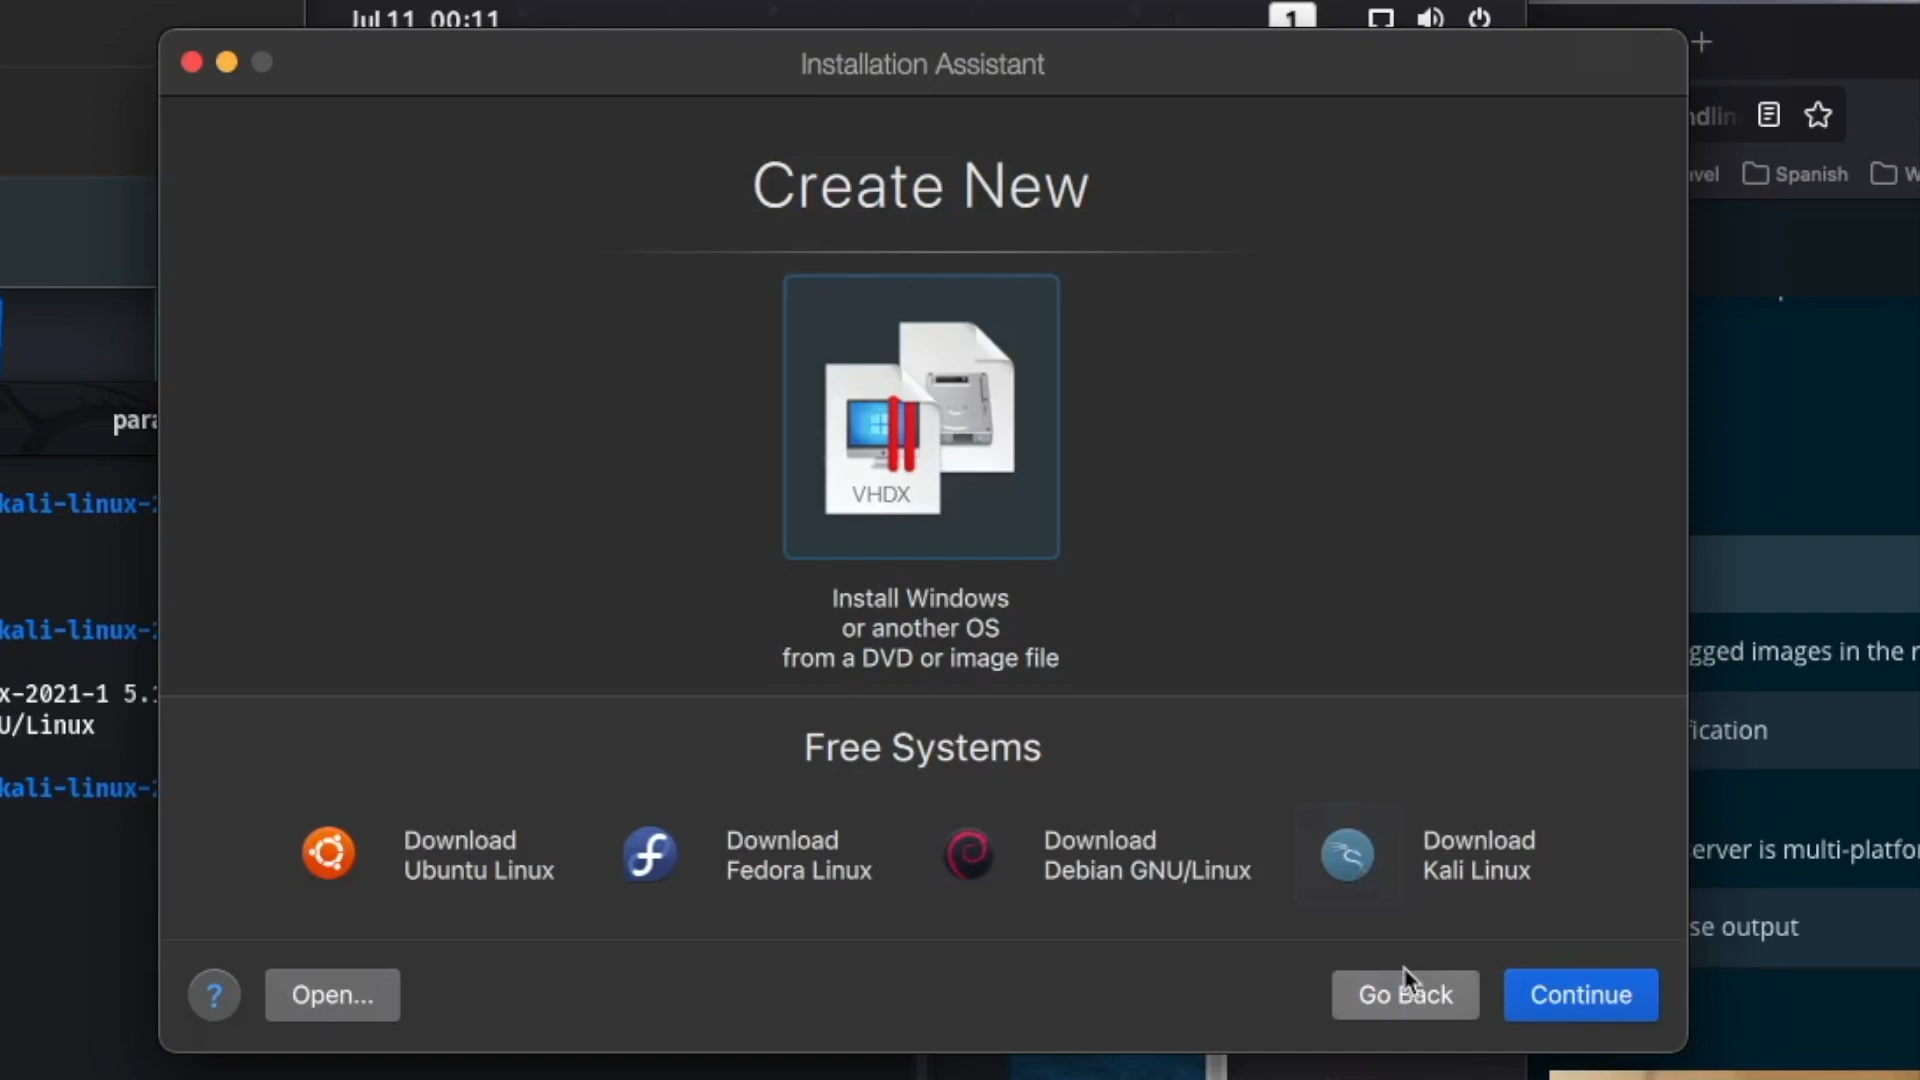 Jul 11 00:11
1
Installation Assistant
Spanish
Create New
VHDX
Install Windows
or another OS
from a DVD or image file
kali-linux-
kali-linux-
x-2021-1 5.
U/Linux
kali-linux-
gged images in the r
ication
erver is multi-platfo
se output
Free Systems
Download
Ubuntu Linux
Download
Fedora Linux
Download
Debian GNU/Linux
Download
Kali Linux
?
Open...
Go Back
Continue